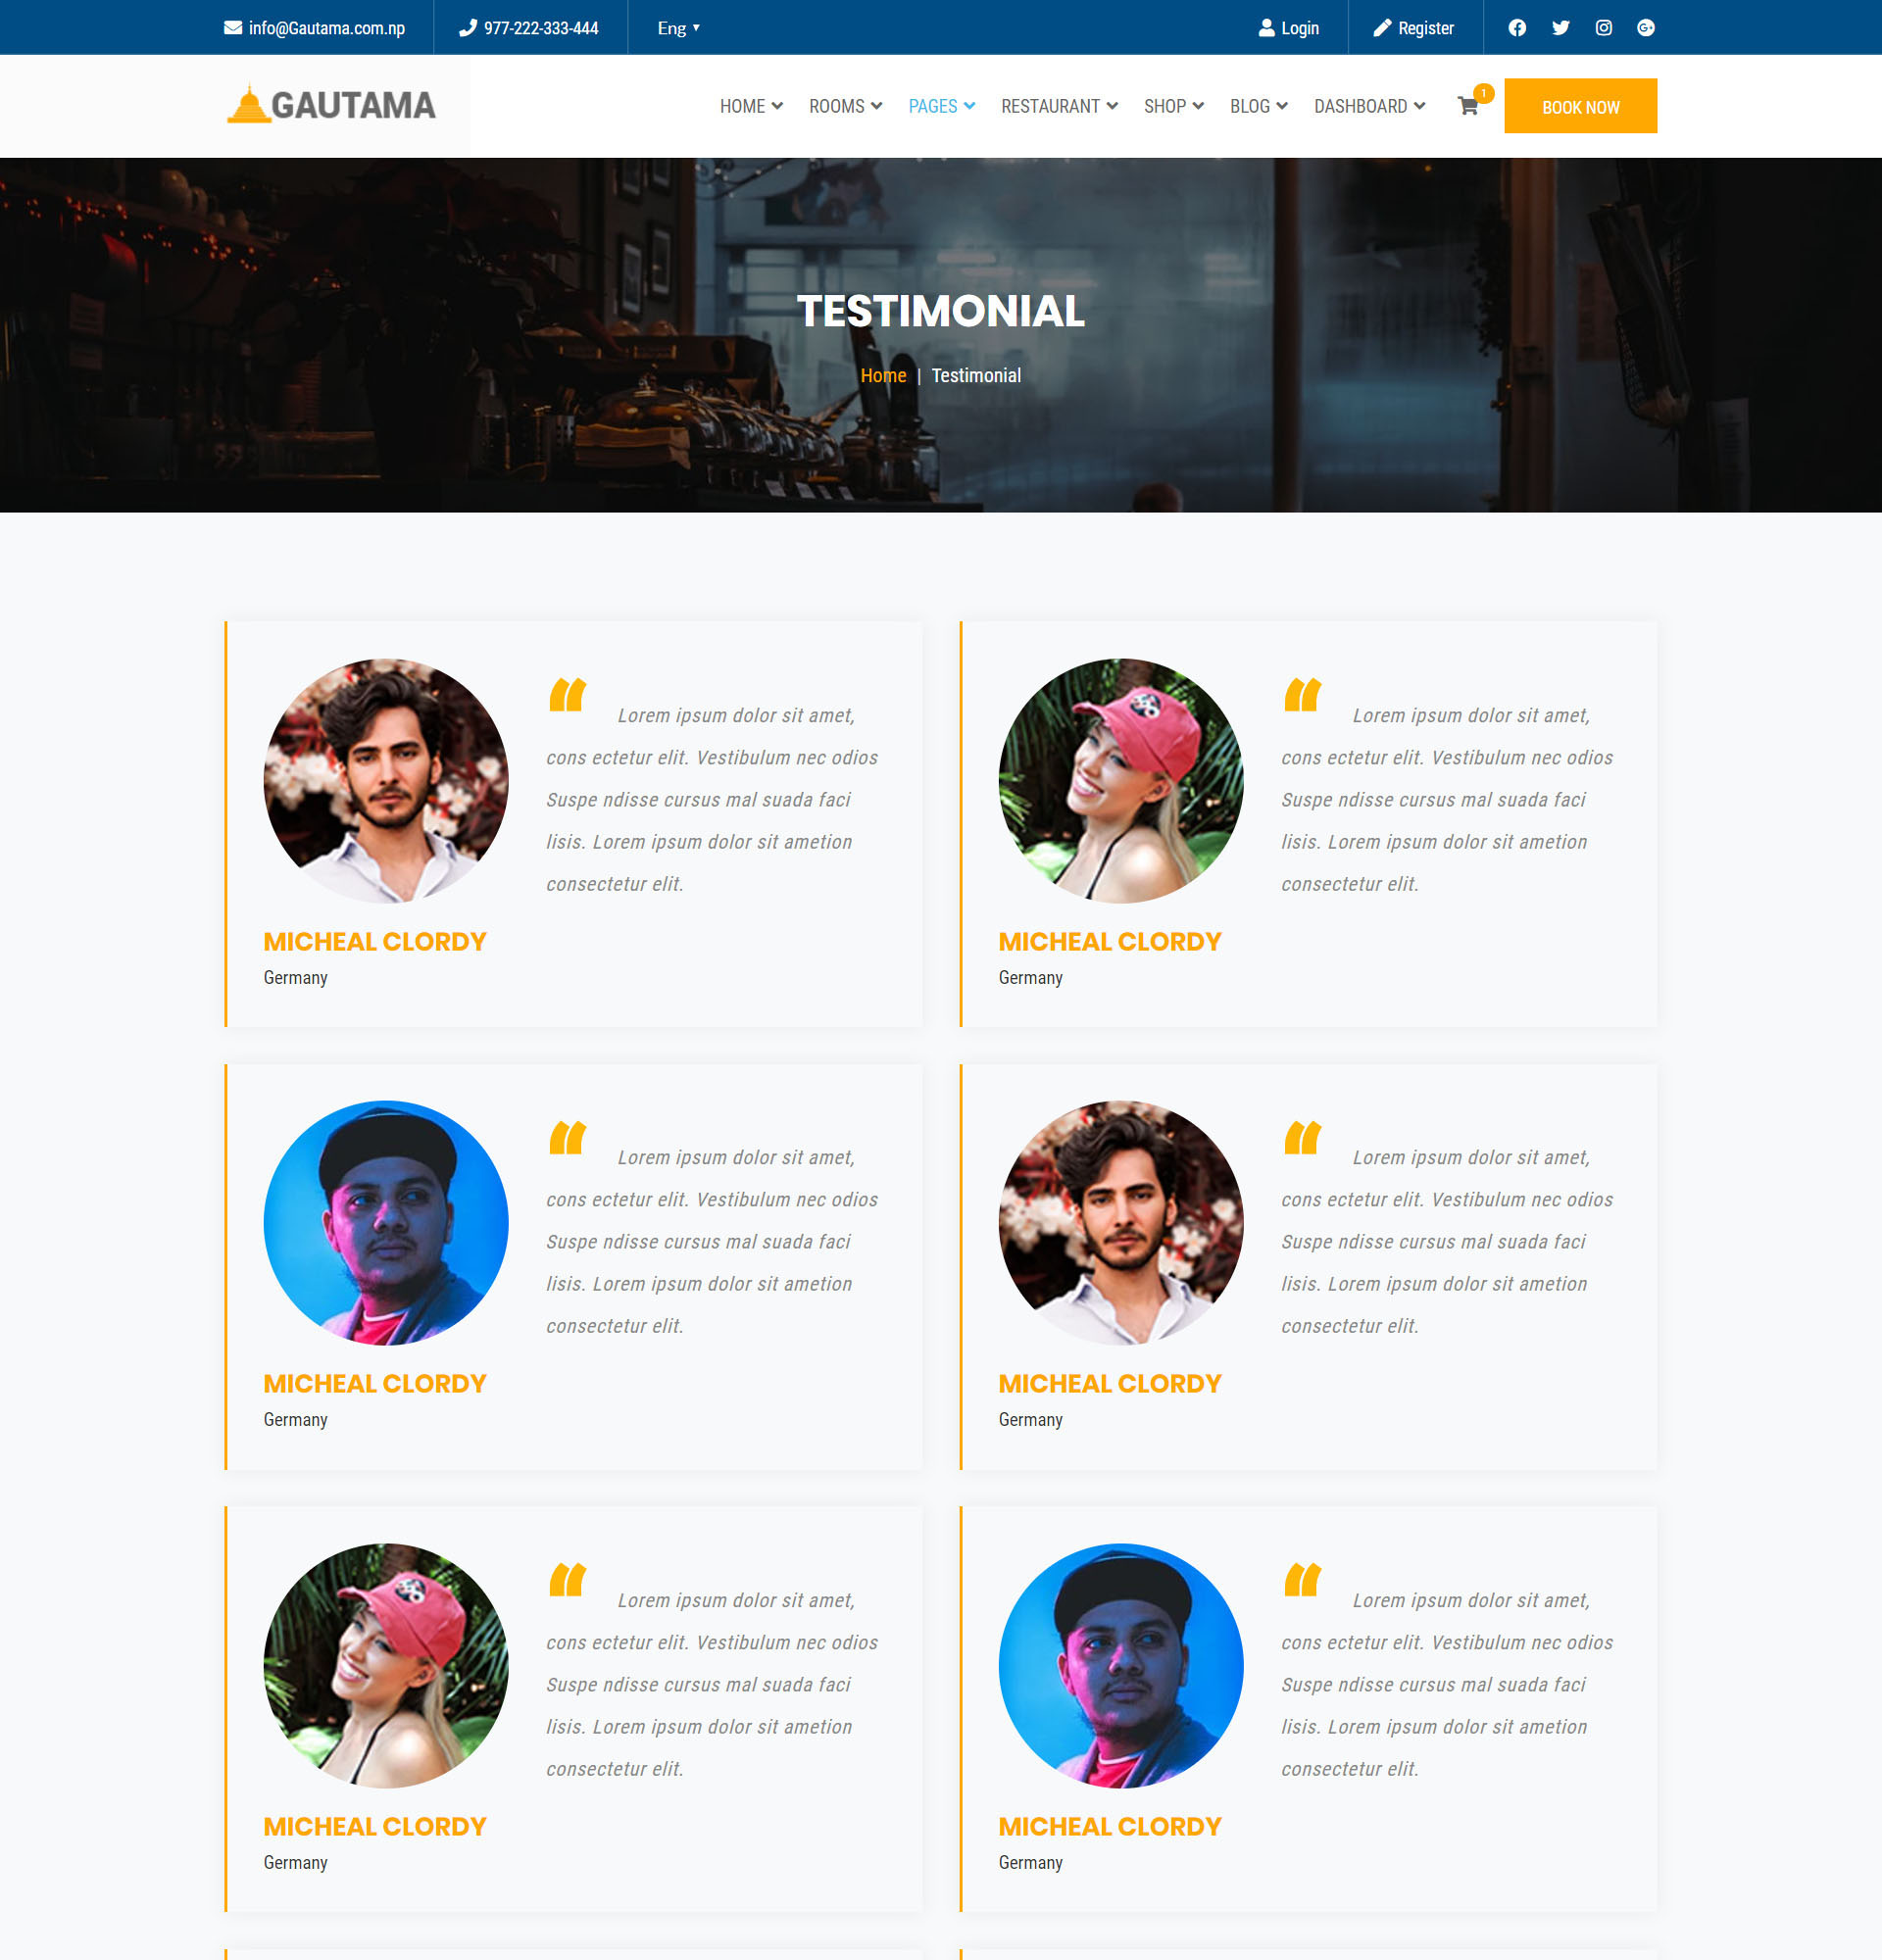 info@Gautama.com.np
977-222-333-444
Eng
Login
Register
GAUTAMA
HOME
ROOMS
PAGES
RESTAURANT
SHOP
BLOG
DASHBOARD
1
BOOK NOW
TESTIMONIAL
Home | Testimonial
“ Lorem ipsum dolor sit amet,
cons ectetur elit. Vestibulum nec odios
Suspe ndisse cursus mal suada faci
lisis. Lorem ipsum dolor sit ametion
consectetur elit.
MICHEAL CLORDY
Germany
“ Lorem ipsum dolor sit amet,
cons ectetur elit. Vestibulum nec odios
Suspe ndisse cursus mal suada faci
lisis. Lorem ipsum dolor sit ametion
consectetur elit.
MICHEAL CLORDY
Germany
“ Lorem ipsum dolor sit amet,
cons ectetur elit. Vestibulum nec odios
Suspe ndisse cursus mal suada faci
lisis. Lorem ipsum dolor sit ametion
consectetur elit.
MICHEAL CLORDY
Germany
“ Lorem ipsum dolor sit amet,
cons ectetur elit. Vestibulum nec odios
Suspe ndisse cursus mal suada faci
lisis. Lorem ipsum dolor sit ametion
consectetur elit.
MICHEAL CLORDY
Germany
“ Lorem ipsum dolor sit amet,
cons ectetur elit. Vestibulum nec odios
Suspe ndisse cursus mal suada faci
lisis. Lorem ipsum dolor sit ametion
consectetur elit.
MICHEAL CLORDY
Germany
“ Lorem ipsum dolor sit amet,
cons ectetur elit. Vestibulum nec odios
Suspe ndisse cursus mal suada faci
lisis. Lorem ipsum dolor sit ametion
consectetur elit.
MICHEAL CLORDY
Germany